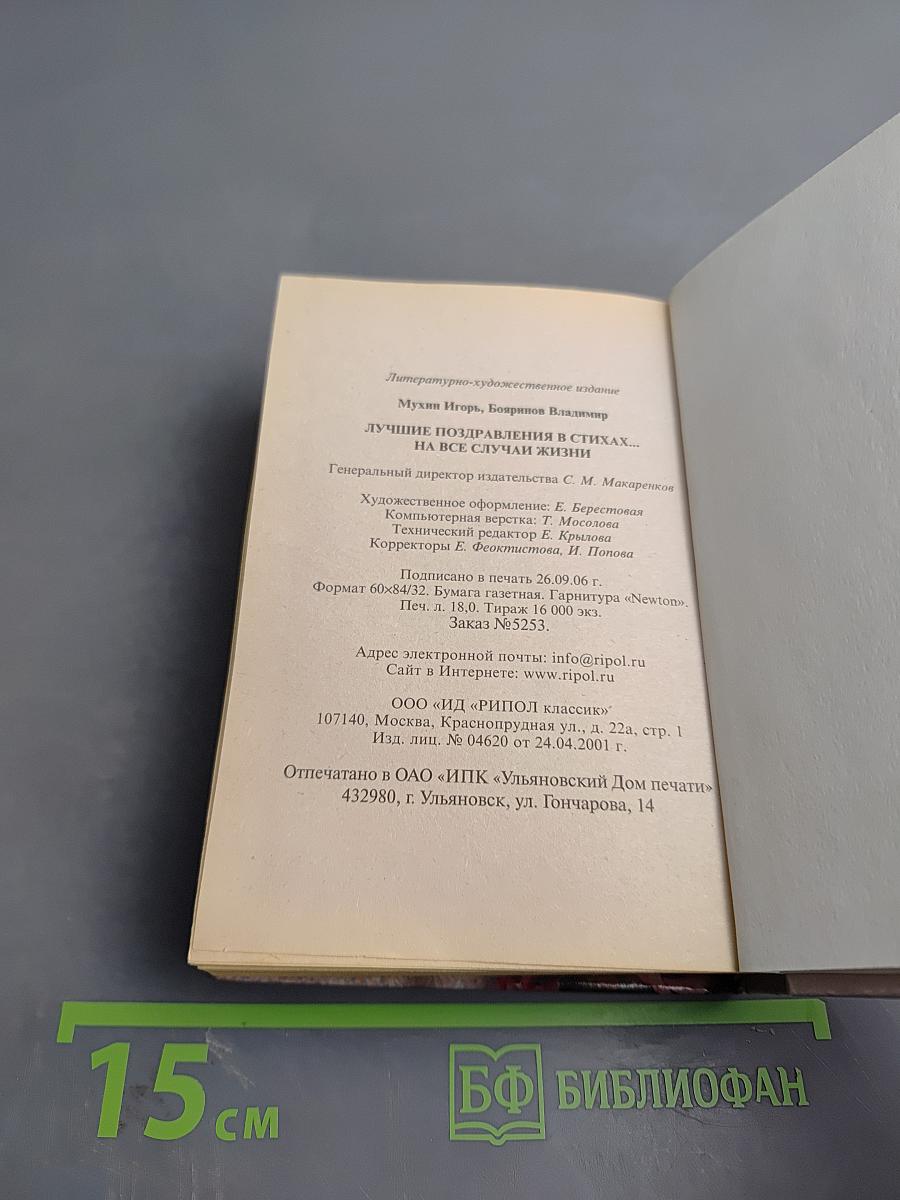 Литературно-художественное издание
Мухин Игорь, Бояринов Владимир
ЛУЧШИЕ ПОЗДРАВЛЕНИЯ В СТИХАХ...
НА ВСЕ СЛУЧАИ ЖИЗНИ
Генеральный директор издательства С. М. Макаренков
Художественное оформление: Е. Берестовая
Компьютерная верстка: Т. Мосолова
Технический редактор Е. Крылова
Корректоры Е. Феоктистова, И. Попова
Подписано в печать 26.09.06 г.
Формат 60×84/32. Бумага газетная. Гарнитура «Newton».
Печ. л. 18,0. Тираж 16 000 экз.
Заказ №5253.
Адрес электронной почты: info@ripol.ru
Сайт в Интернете: www.ripol.ru
ООО «ИД «РИПОЛ классик»
107140, Москва, Краснопрудная ул., д. 22а, стр. 1
Изд. лиц. № 04620 от 24.04.2001 г.
Отпечатано в ОАО «ИПК «Ульяновский Дом печати»
432980, г. Ульяновск, ул. Гончарова, 14
15 см
БФ БИБЛИОФАН